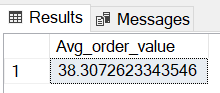 Results Messages
Avg_order_value
1 38.3072623343546